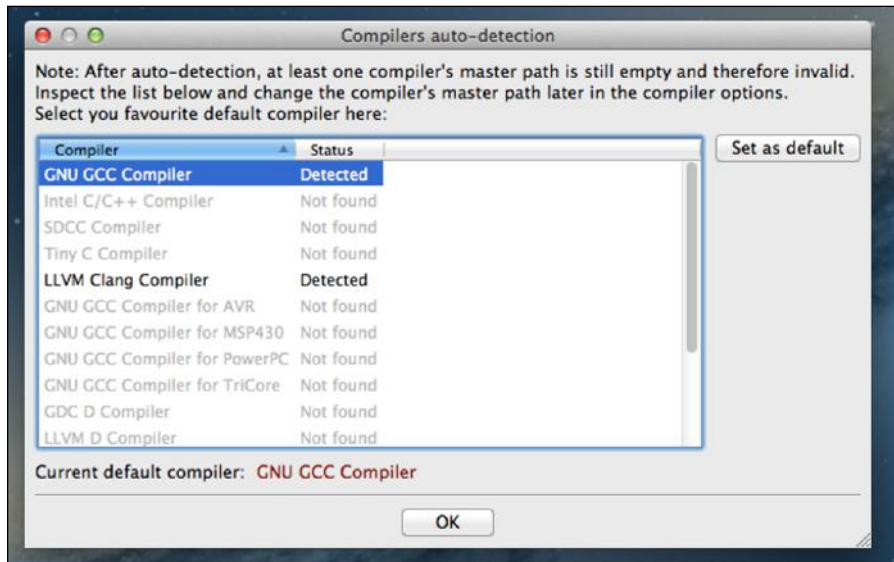 Compilers auto-detection
Note: After auto-detection, at least one compiler's master path is still empty and therefore invalid.
Inspect the list below and change the compiler's master path later in the compiler options.
Select you favourite default compiler here:
Compiler Status
Set as default
GNU GCC Compiler Detected
Intel C/C++ Compiler Not found
SDCC Compiler Not found
Tiny C Compiler Not found
LLVM Clang Compiler Detected
GNU GCC Compiler for AVR Not found
GNU GCC Compiler for MSP430 Not found
GNU GCC Compiler for PowerPC Not found
GNU GCC Compiler for TriCore Not found
GDC D Compiler Not found
LLVM D Compiler Not found
Current default compiler: GNU GCC Compiler
OK